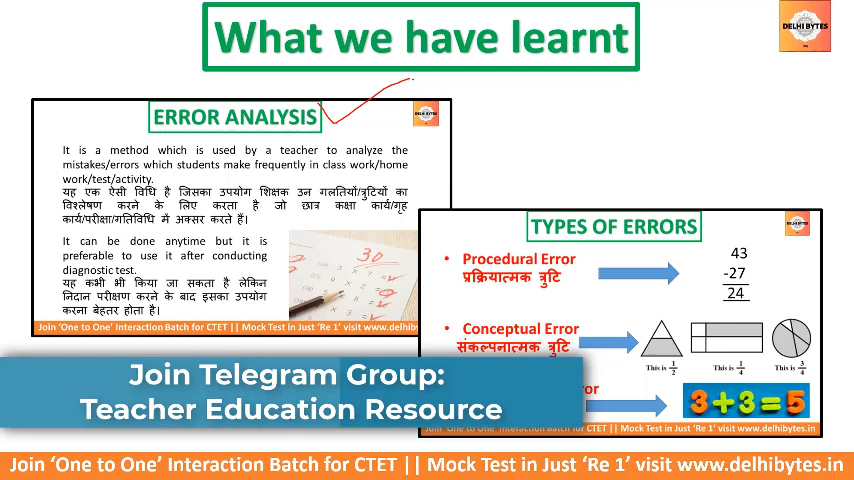 What we have learnt
DELHI BYTES
ERROR ANALYSIS
DELHI BYTES
It is a method which is used by a teacher to analyze the
mistakes/errors which students make frequently in class work/home
work/test/activity.
यह एक ऐसी विधि है जिसका उपयोग शिक्षक उन गलतियों/त्रुटियों का
विश्लेषण करने के लिए करता है जो छात्र कक्षा कार्य/गृह
कार्य/परीक्षा/गतिविधि में अक्सर करते हैं।
It can be done anytime but it is
preferable to use it after conducting
diagnostic test.
यह कभी भी किया जा सकता है लेकिन
निदान परीक्षण करने के बाद इसका उपयोग
करना बेहतर होता है।
30
Join 'One to One' Interaction Batch for CTET || Mock Test in Just 'Re 1' visit www.delhib
TYPES OF ERRORS
DELHI BYTES
• Procedural Error
प्रक्रियात्मक त्रुटि
43
-27
24
• Conceptual Error
संकल्पनात्मक त्रुटि
This is 1/2
This is 1/4
This is 3/4
3+3=5
Join 'One to One' Interaction Batch for CTET || Mock Test in Just 'Re 1' visit www.delhibytes.in
Join Telegram Group:
Teacher Education Resource
Join 'One to One' Interaction Batch for CTET || Mock Test in Just 'Re 1' visit www.delhibytes.in